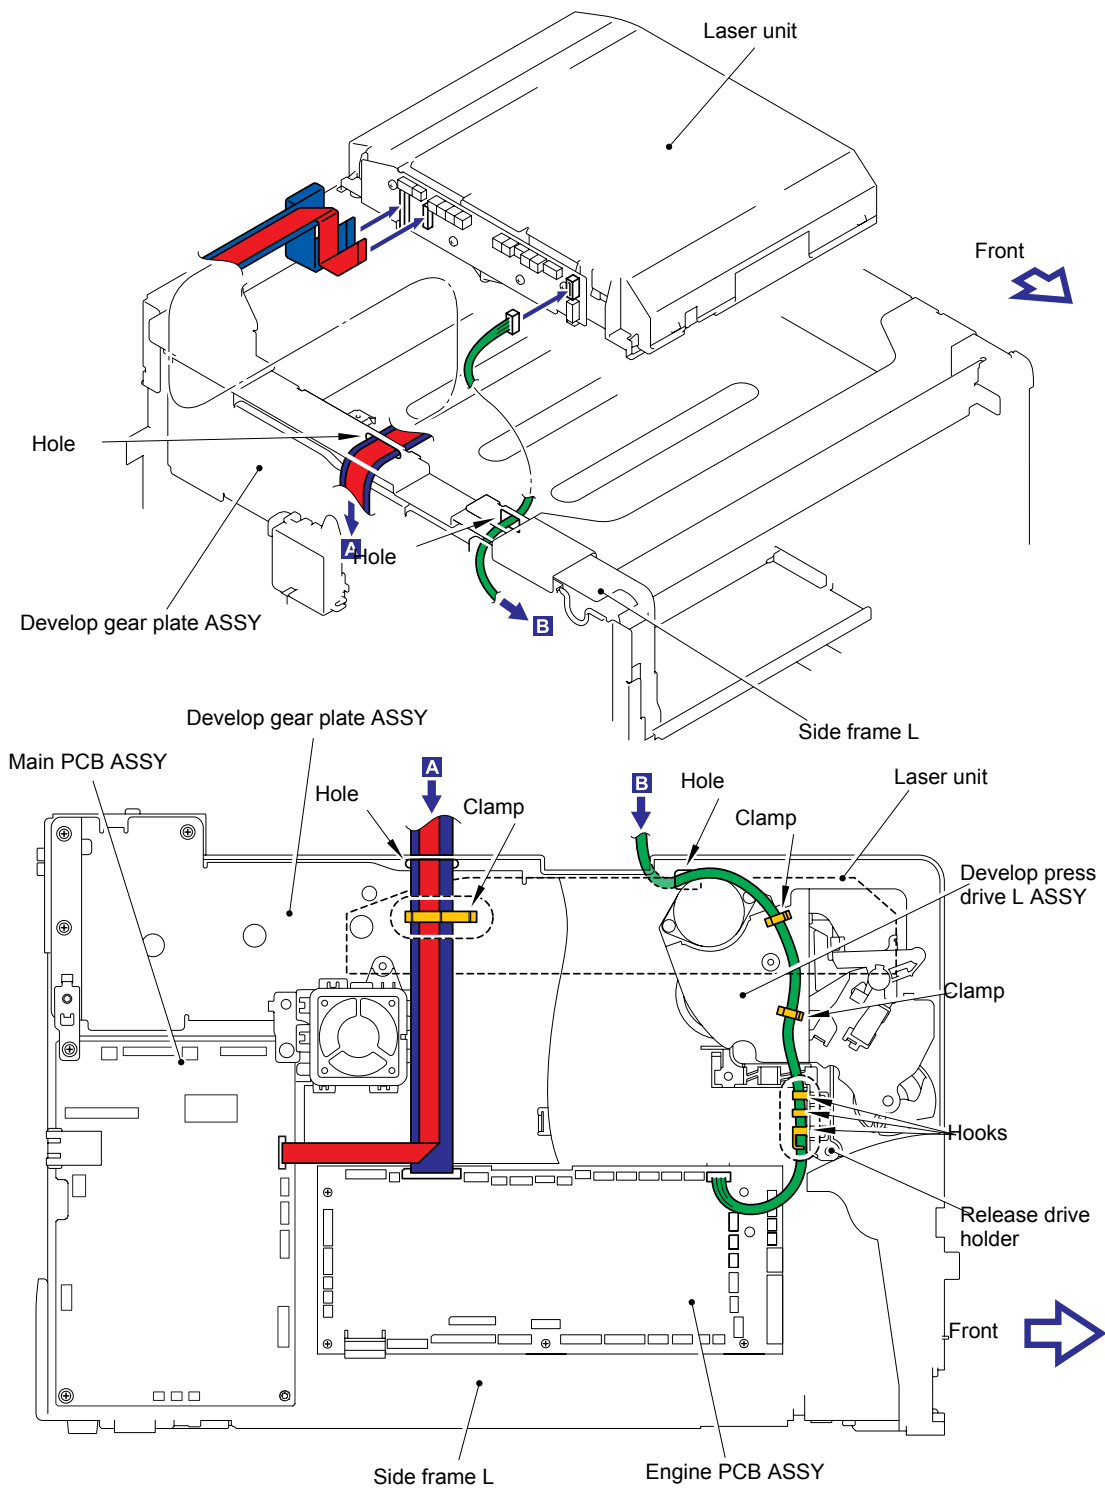 Laser unit
Front
Hole
A
Hole
B
Develop gear plate ASSY
Side frame L
Develop gear plate ASSY
Main PCB ASSY
A
B
Hole
Laser unit
Hole
Clamp
Clamp
Develop press
drive L ASSY
Clamp
Hooks
Release drive
holder
Front
Side frame L
Engine PCB ASSY